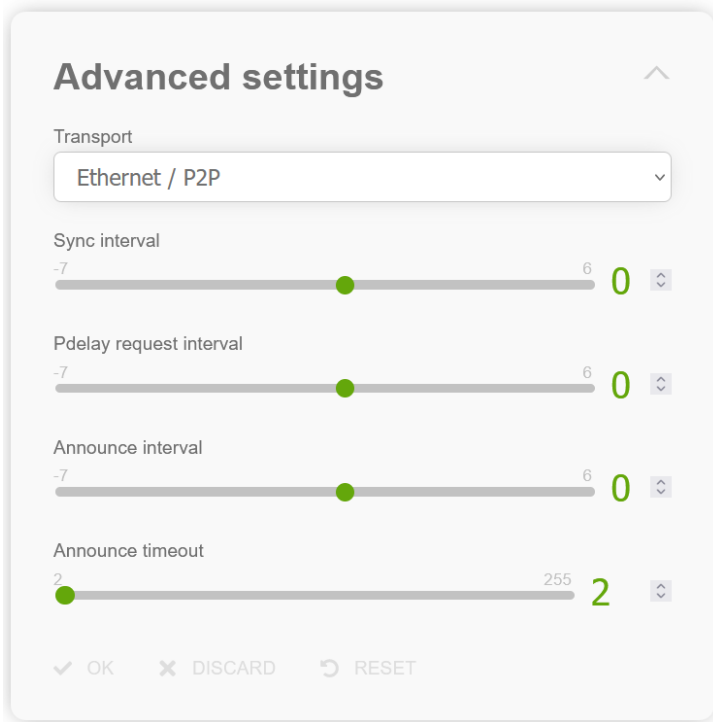 Advanced settings
Transport
Ethernet / P2P
Sync interval
-7 6 0
Pdelay request interval
-7 6 0
Announce interval
-7 6 0
Announce timeout
2 255 2
OK DISCARD RESET